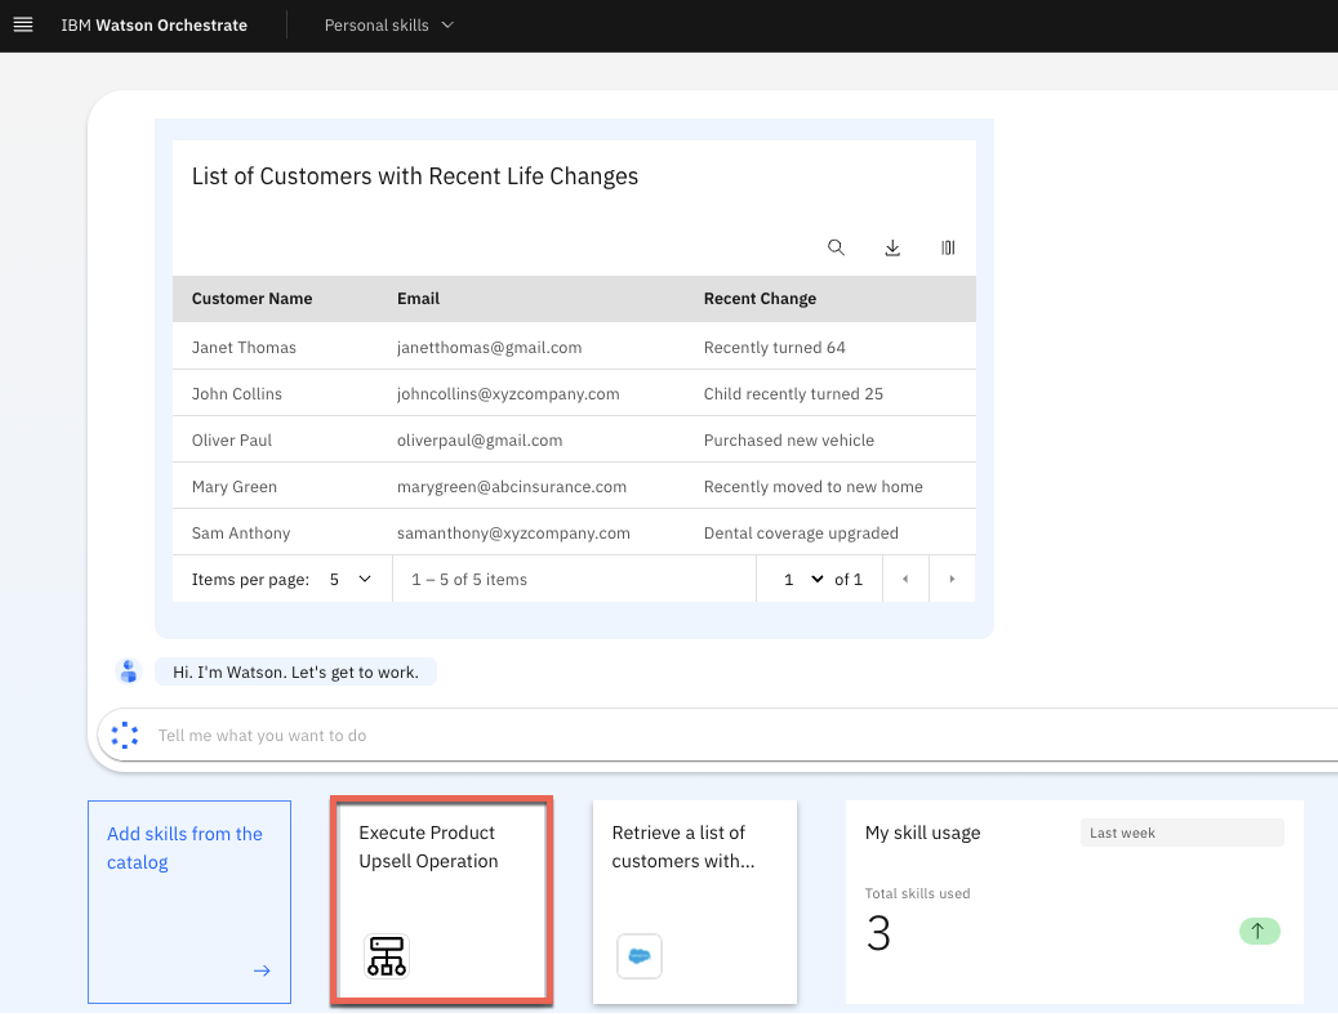 IBM Watson Orchestrate
Personal skills
List of Customers with Recent Life Changes
Customer Name Email Recent Change
Janet Thomas janetthomas@gmail.com Recently turned 64
John Collins johncollins@xyzcompany.com Child recently turned 25
Oliver Paul oliverpaul@gmail.com Purchased new vehicle
Mary Green marygreen@abcinsurance.com Recently moved to new home
Sam Anthony samanthony@xyzcompany.com Dental coverage upgraded
Items per page: 5 1 – 5 of 5 items 1 of 1
Hi. I'm Watson. Let's get to work.
Tell me what you want to do
Add skills from the
catalog
Execute Product
Upsell Operation
Retrieve a list of
customers with...
My skill usage
Last week
Total skills used
3